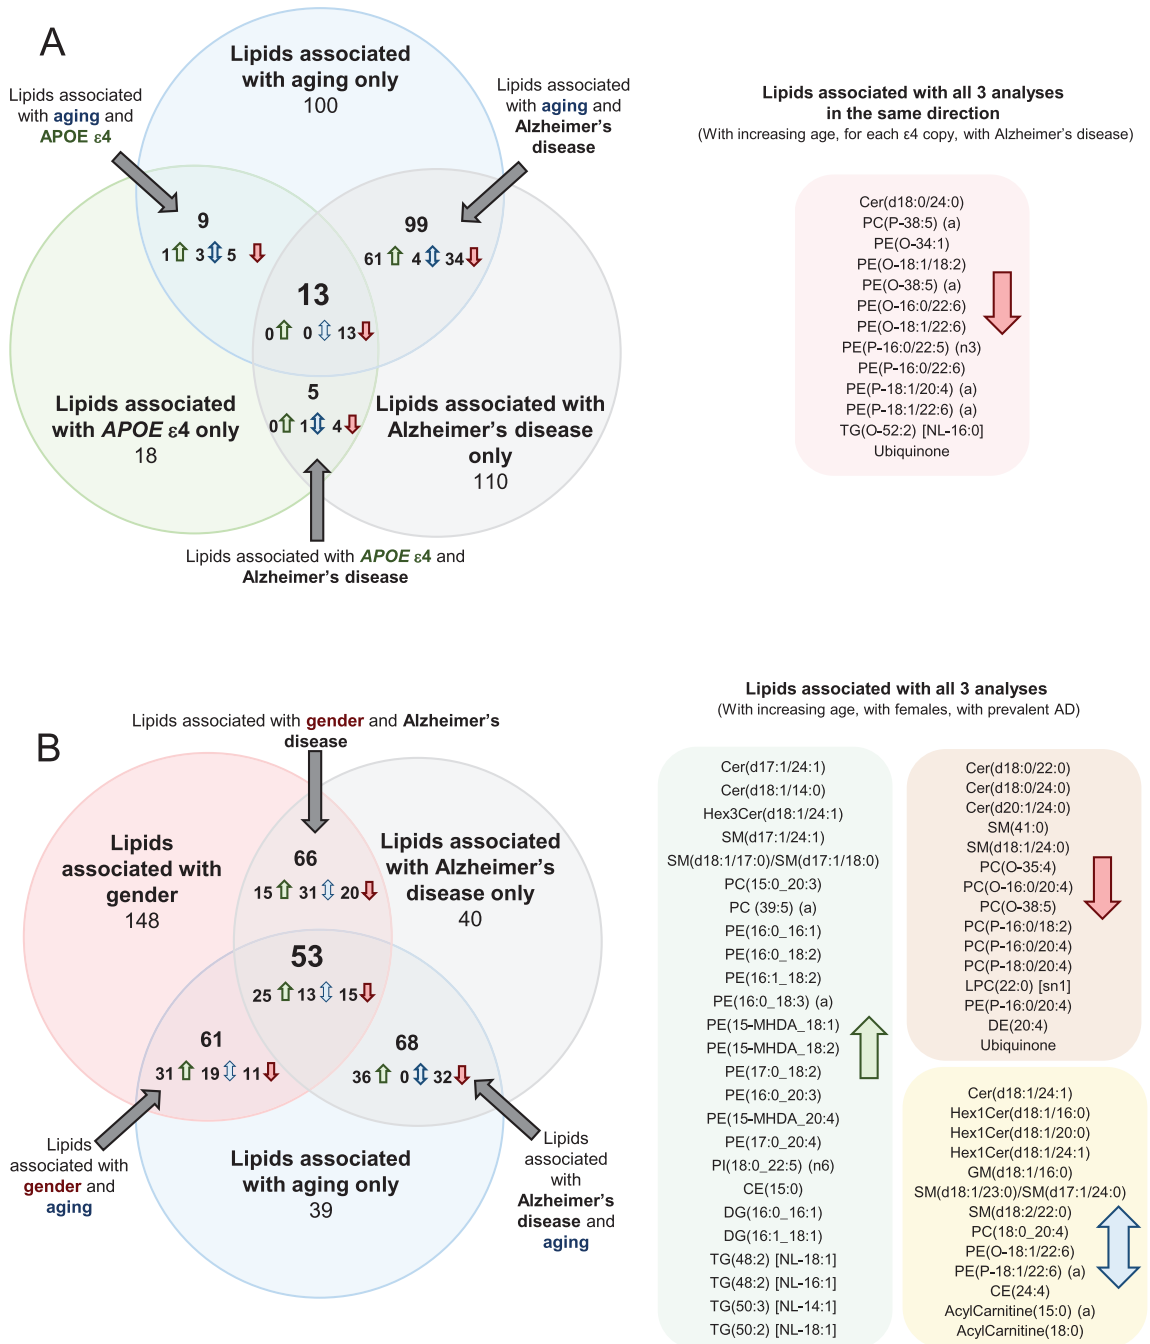 A
Lipids associated
with aging only
100
Lipids associated
with aging and
APOE ε4
Lipids associated
with aging and
Alzheimer's
disease
9
1 3 5
99
61 4 34
13
0 0 13
5
0 1 4
Lipids associated
with APOE ε4 only
18
Lipids associated with
Alzheimer's disease
only
110
Lipids associated with APOE ε4 and
Alzheimer's disease
Lipids associated with all 3 analyses
in the same direction
(With increasing age, for each ε4 copy, with Alzheimer's disease)
Cer(d18:0/24:0)
PC(P-38:5) (a)
PE(O-34:1)
PE(O-18:1/18:2)
PE(O-38:5) (a)
PE(O-16:0/22:6)
PE(O-18:1/22:6)
PE(P-16:0/22:5) (n3)
PE(P-16:0/22:6)
PE(P-18:1/20:4) (a)
PE(P-18:1/22:6) (a)
TG(O-52:2) [NL-16:0]
Ubiquinone
B
Lipids associated with gender and Alzheimer's
disease
Lipids
associated with
gender
148
Lipids associated
with Alzheimer's
disease only
40
66
15 31 20
53
25 13 15
61
31 19 11
68
36 0 32
Lipids
associated with
gender and
aging
Lipids associated
with aging only
39
Lipids
associated
with
Alzheimer's
disease and
aging
Lipids associated with all 3 analyses
(With increasing age, with females, with prevalent AD)
Cer(d17:1/24:1)
Cer(d18:1/14:0)
Hex3Cer(d18:1/24:1)
SM(d17:1/24:1)
SM(d18:1/17:0)/SM(d17:1/18:0)
PC(15:0_20:3)
PC (39:5) (a)
PE(16:0_16:1)
PE(16:0_18:2)
PE(16:1_18:2)
PE(16:0_18:3) (a)
PE(15-MHDA_18:1)
PE(15-MHDA_18:2)
PE(17:0_18:2)
PE(16:0_20:3)
PE(15-MHDA_20:4)
PE(17:0_20:4)
PI(18:0_22:5) (n6)
CE(15:0)
DG(16:0_16:1)
DG(16:1_18:1)
TG(48:2) [NL-18:1]
TG(48:2) [NL-16:1]
TG(50:3) [NL-14:1]
TG(50:2) [NL-18:1]
Cer(d18:0/22:0)
Cer(d18:0/24:0)
Cer(d20:1/24:0)
SM(41:0)
SM(d18:1/24:0)
PC(O-35:4)
PC(O-16:0/20:4)
PC(O-38:5)
PC(P-16:0/18:2)
PC(P-16:0/20:4)
PC(P-18:0/20:4)
LPC(22:0) [sn1]
PE(P-16:0/20:4)
DE(20:4)
Ubiquinone
Cer(d18:1/24:1)
Hex1Cer(d18:1/16:0)
Hex1Cer(d18:1/20:0)
Hex1Cer(d18:1/24:1)
GM(d18:1/16:0)
SM(d18:1/23:0)/SM(d17:1/24:0)
SM(d18:2/22:0)
PC(18:0_20:4)
PE(O-18:1/22:6)
PE(P-18:1/22:6) (a)
CE(24:4)
AcylCarnitine(15:0) (a)
AcylCarnitine(18:0)